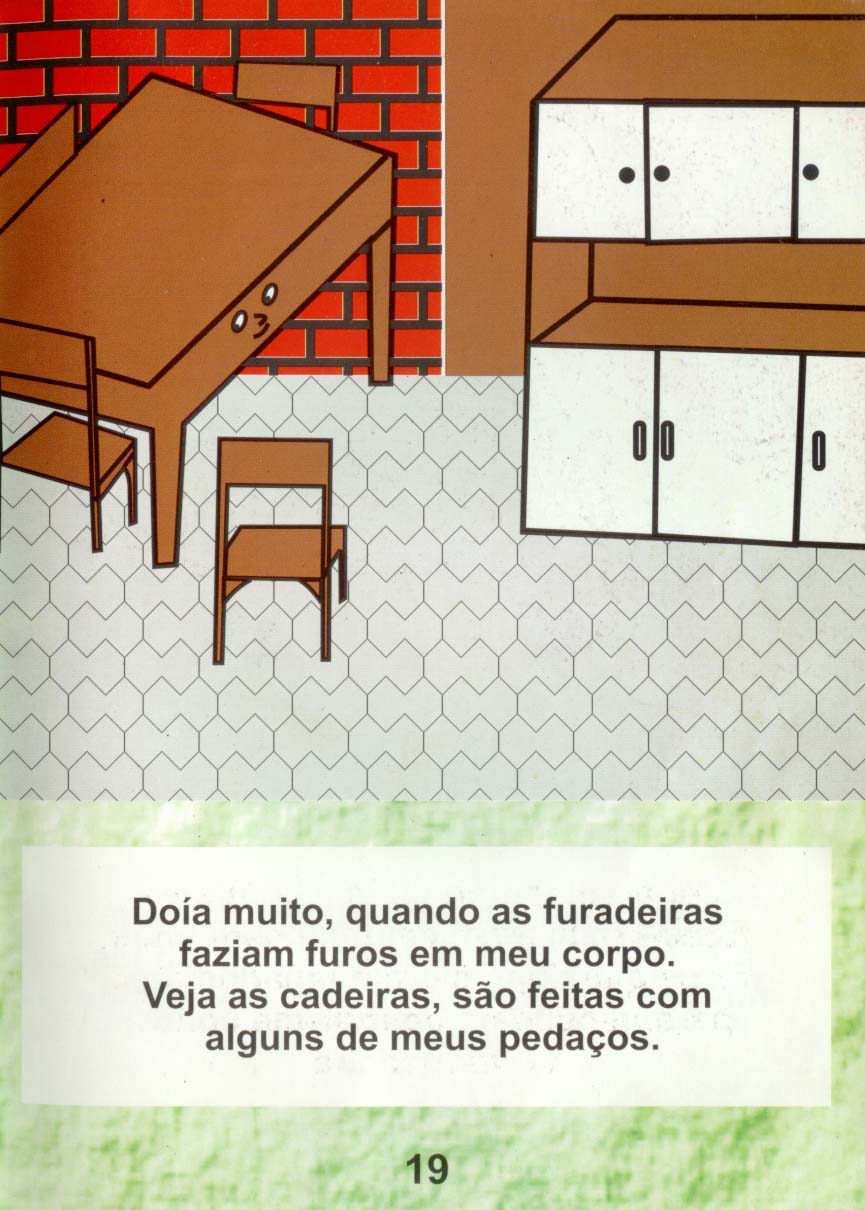 Doía muito, quando as furadeiras
faziam furos em meu corpo.
Veja as cadeiras, são feitas com
alguns de meus pedaços.
19